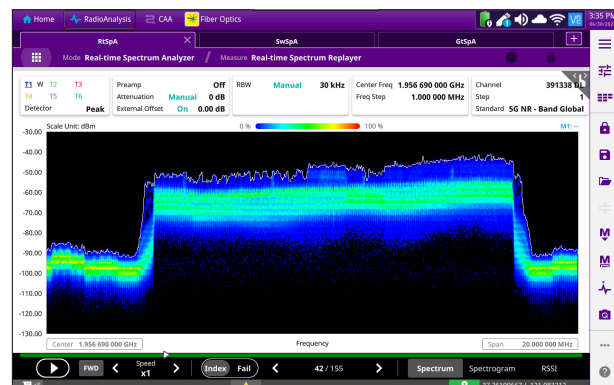 Home RadioAnalysis CAA Fiber Optics V2 3:35 PM
RtSpA SwSpA GtSpA
Mode Real-time Spectrum Analyzer / Measure Real-time Spectrum Replayer
T1 W T2 T3
T4 T5 T6
Detector Peak
Preamp Off
Attenuation Manual 0 dB
External Offset On 0.00 dB
RBW Manual 30 kHz
Center Freq 1.956 690 000 GHz
Freq Step 1.000 000 MHz
Channel 391338 DL
Step 1
Standard 5G NR - Band Global
Scale Unit: dBm 0 % 100 % M1: --
-30.00
-40.00
-50.00
-60.00
-70.00
-80.00
-90.00
-100.00
-110.00
-120.00
-130.00
Center 1.956 690 000 GHz Frequency Span 20.000 000 MHz
FWD Speed x1 Index Fail 42 / 155 Spectrum Spectrogram RSSI